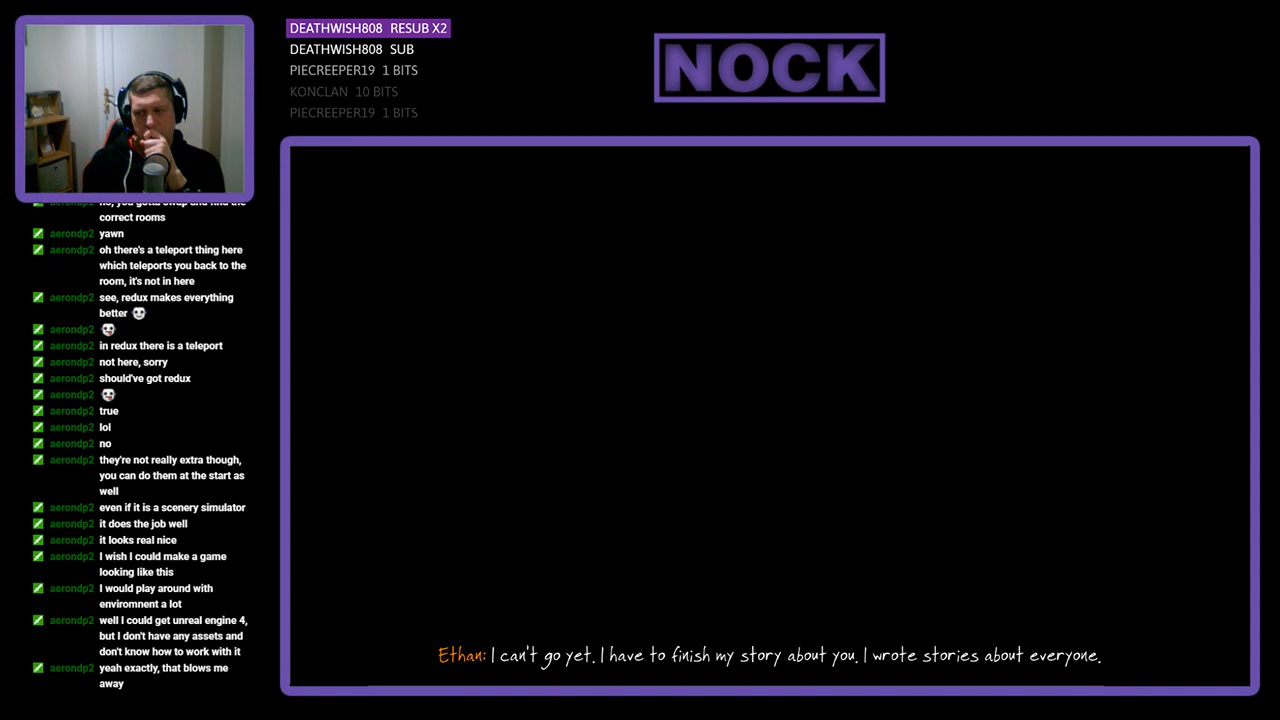 DEATHWISH808 RESUB X2
DEATHWISH808 SUB
PIECREEPER19 1 BITS
KONCLAN 10 BITS
PIECREEPER19 1 BITS
NOCK
aerondp2 no, you gotta swap and find the
correct rooms
aerondp2 yawn
aerondp2 oh there's a teleport thing here
which teleports you back to the
room, it's not in here
aerondp2 see, redux makes everything
better
aerondp2
aerondp2 in redux there is a teleport
aerondp2 not here, sorry
aerondp2 should've got redux
aerondp2
aerondp2 true
aerondp2 lol
aerondp2 no
aerondp2 they're not really extra though,
you can do them at the start as
well
aerondp2 even if it is a scenery simulator
aerondp2 it does the job well
aerondp2 it looks real nice
aerondp2 I wish I could make a game
looking like this
aerondp2 I would play around with
enviromnent a lot
aerondp2 well I could get unreal engine 4,
but I don't have any assets and
don't know how to work with it
aerondp2 yeah exactly, that blows me
away
Ethan: I can't go yet. I have to finish my story about you. I wrote stories about everyone.